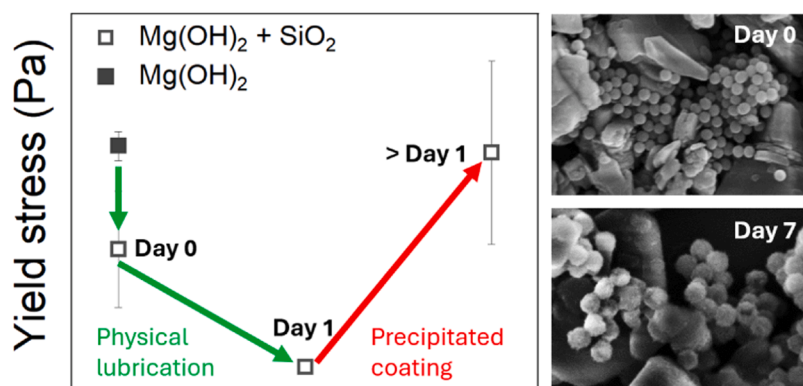 Yield stress (Pa)
Mg(OH)₂ + SiO₂
Mg(OH)₂
> Day 1
Day 0
Day 1
Physical
lubrication
Precipitated
coating
Day 0
Day 7